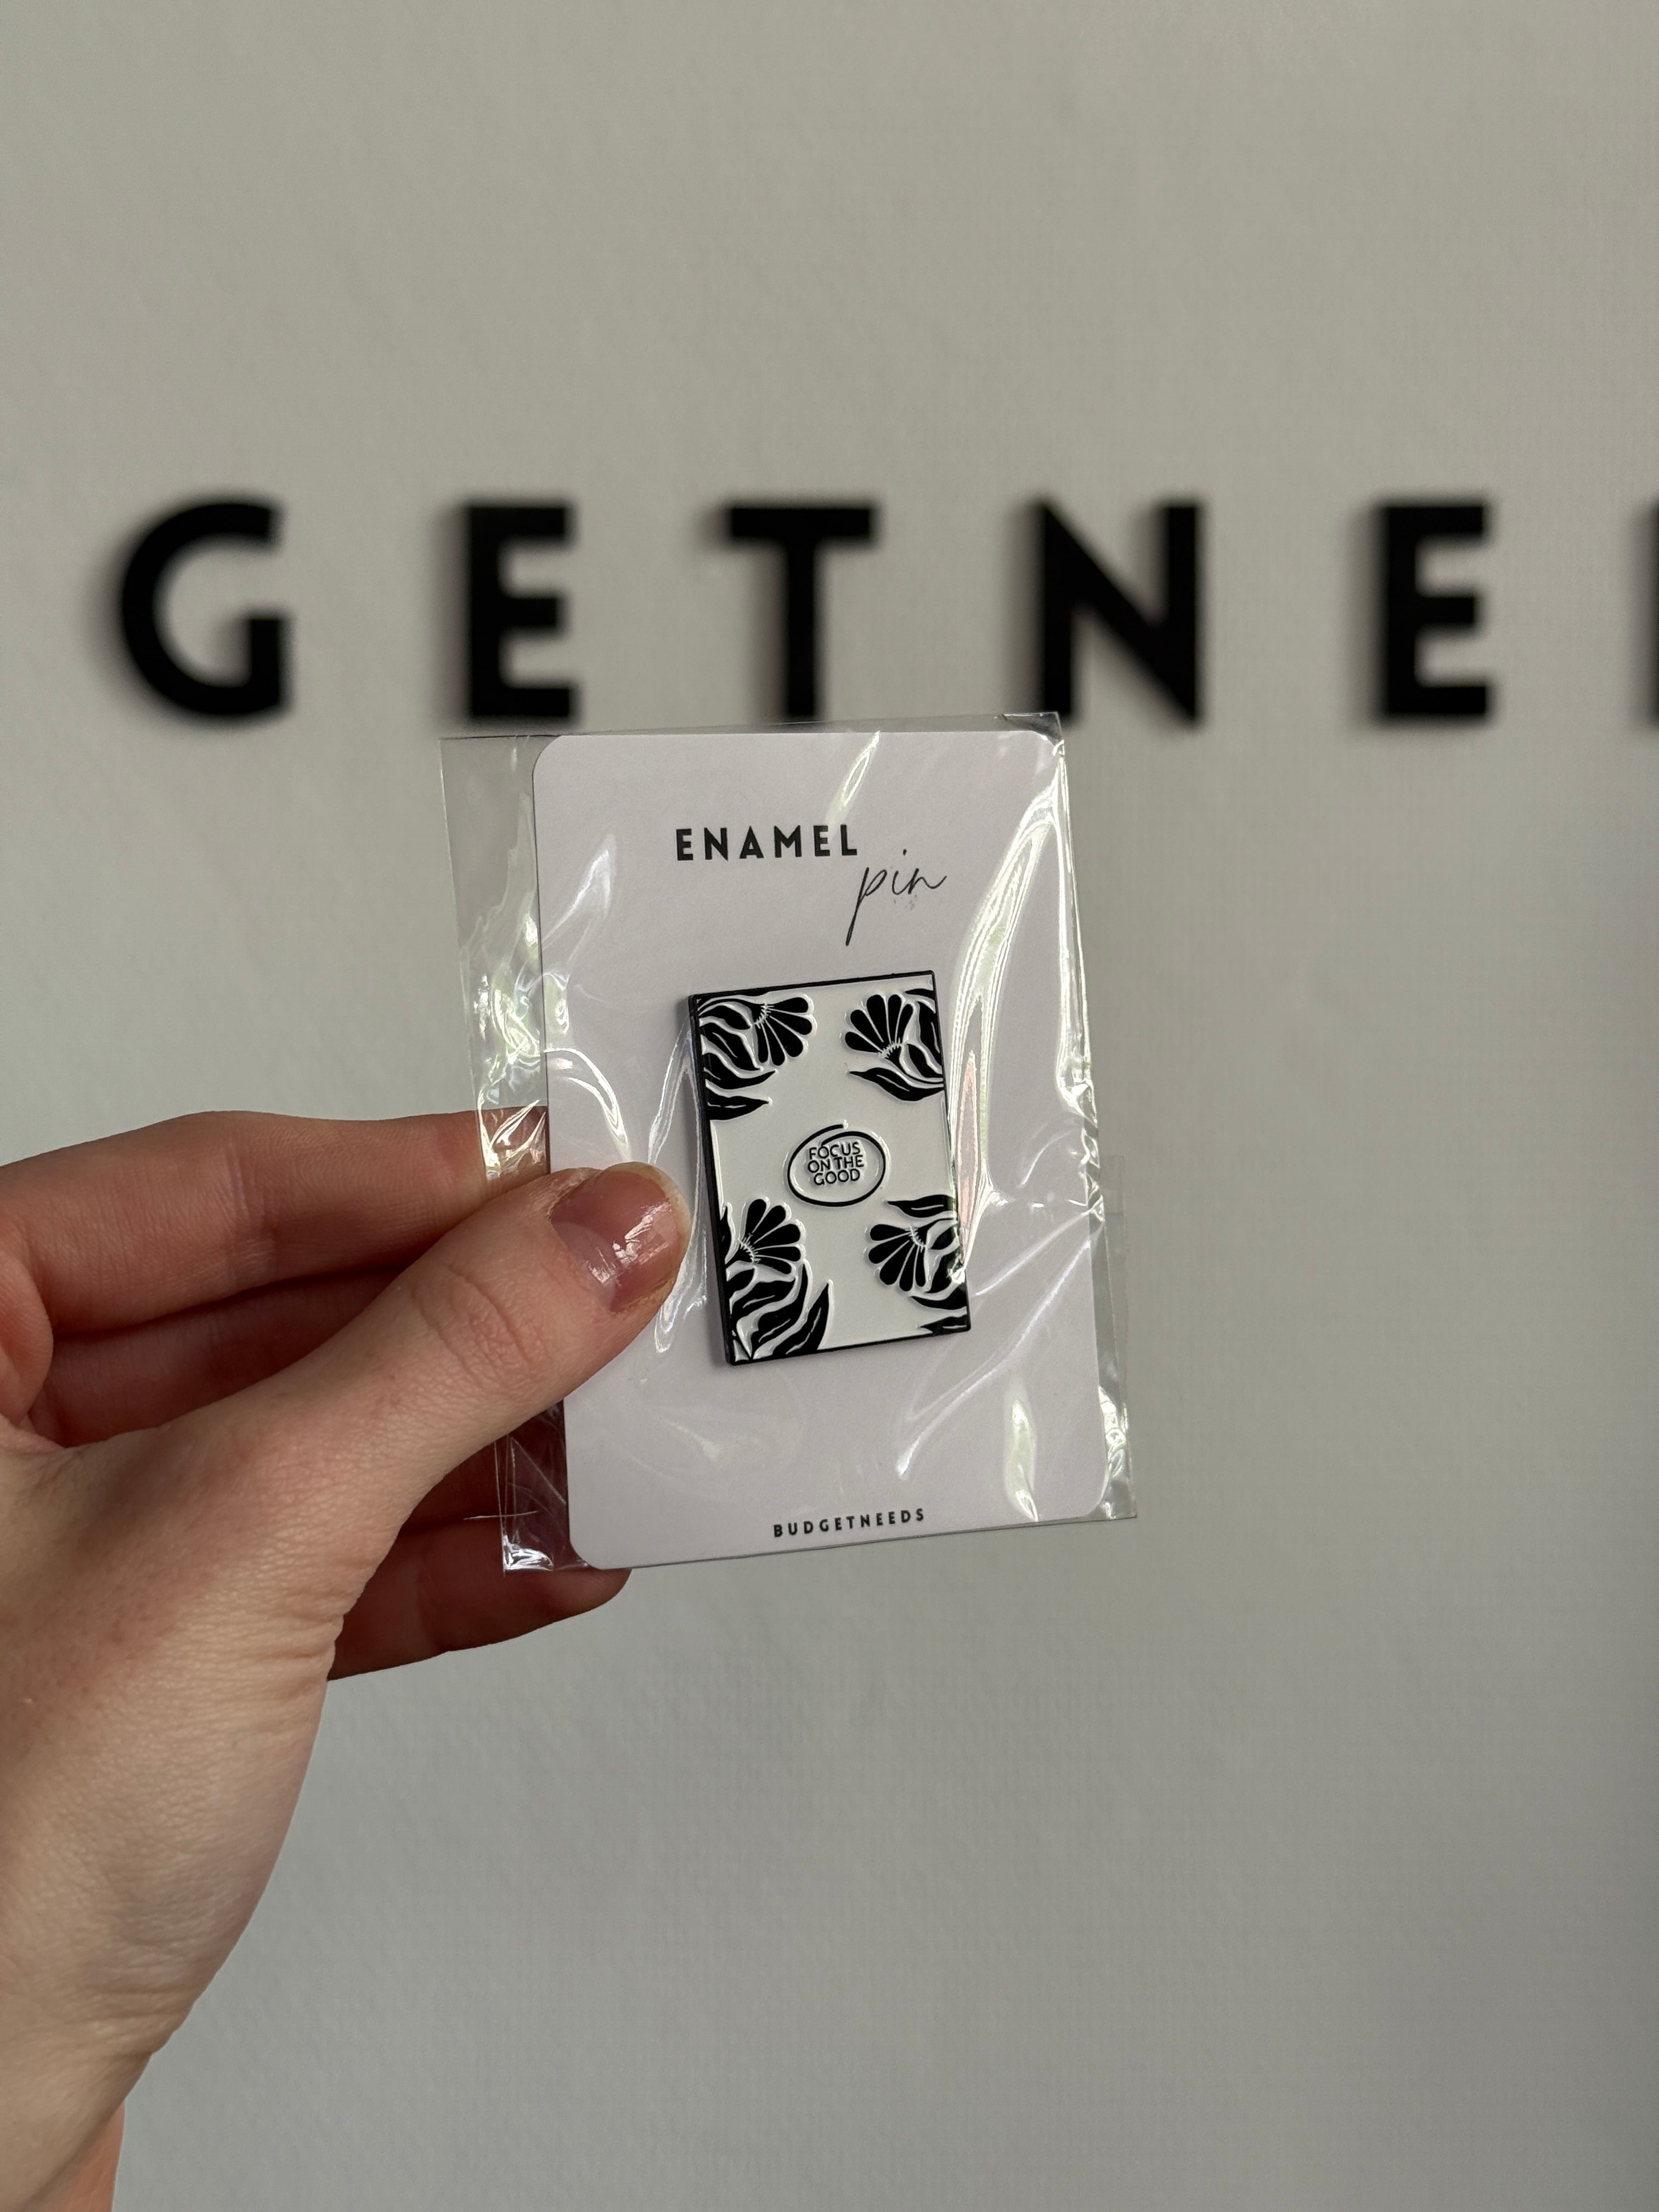 GETNE
ENAMEL
pin
FOCUS
ON THE
GOOD
BUDGETNEEDS